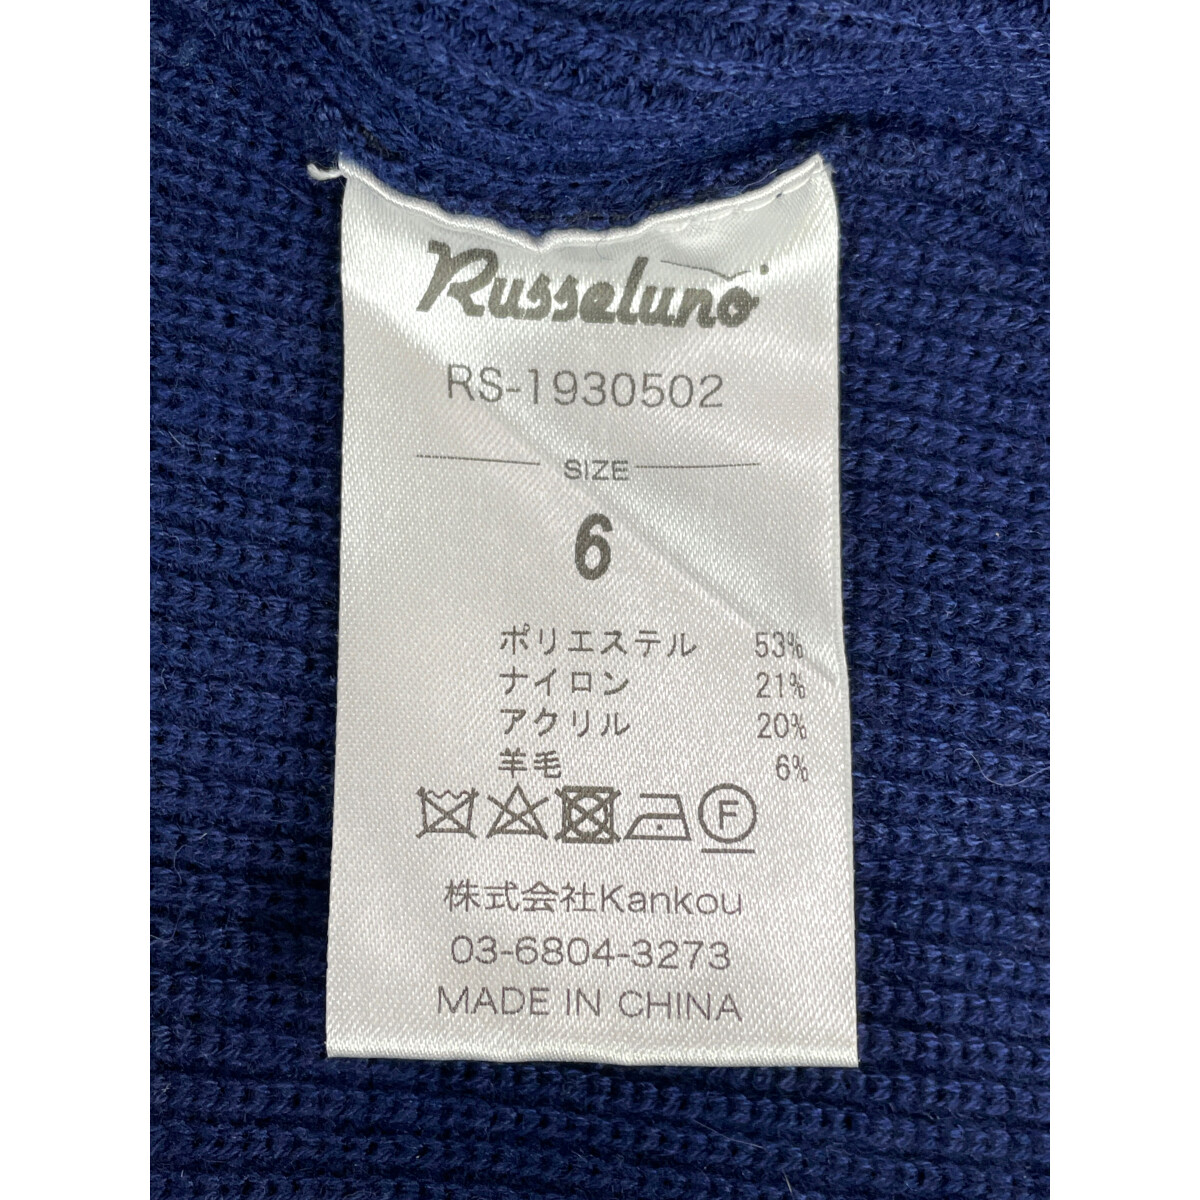 Russeluno
RS-1930502
SIZE
6
ポリエステル 53%
ナイロン 21%
アクリル 20%
羊毛 6%
F
株式会社Kankou
03-6804-3273
MADE IN CHINA